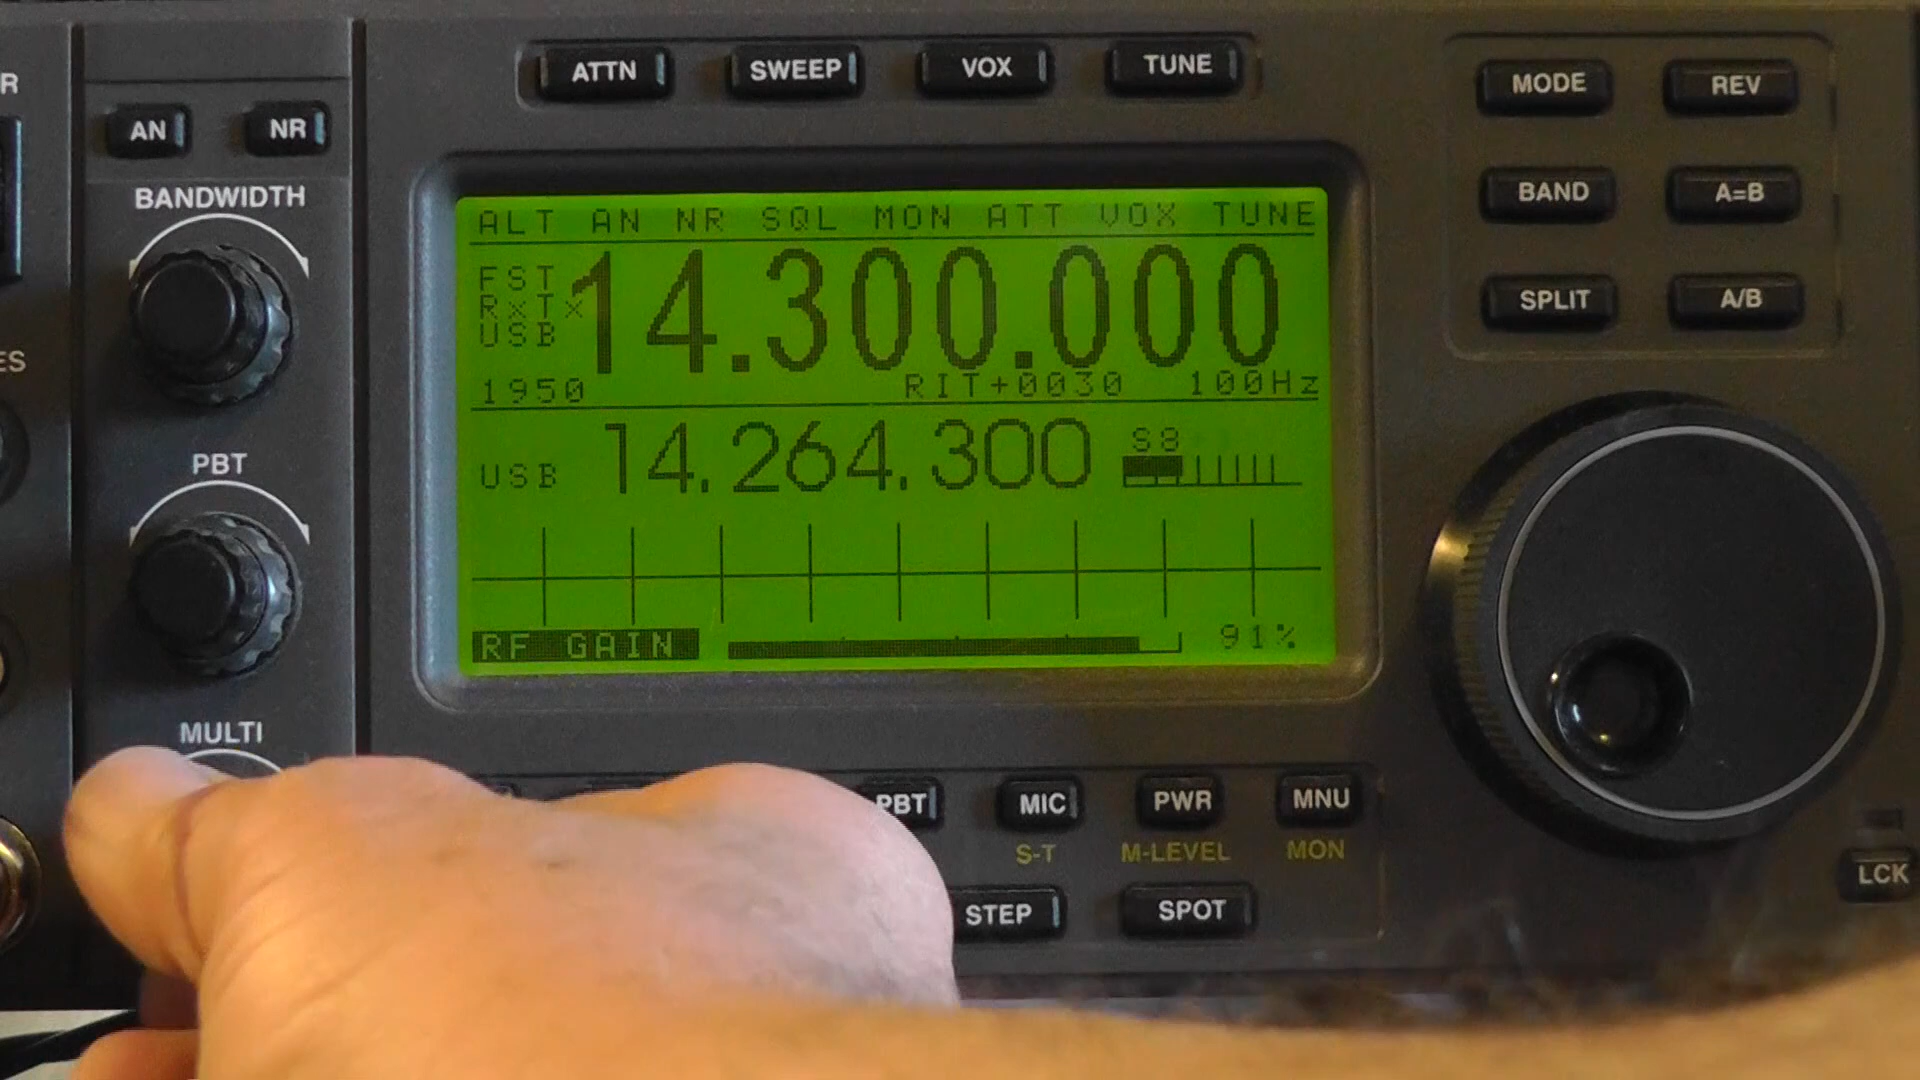 ATTN SWEEP VOX TUNE
MODE REV
R
AN NR
BAND A=B
BANDWIDTH
SPLIT A/B
ALT AN NR SQL MON ATT VOX TUNE
FST
RxTx
USB
14.300.000
1950 RIT+0030 100Hz
USB 14.264.300 S8
ES
PBT
RF GAIN 91%
MULTI
PBT MIC PWR MNU
S-T M-LEVEL MON
LCK
STEP SPOT